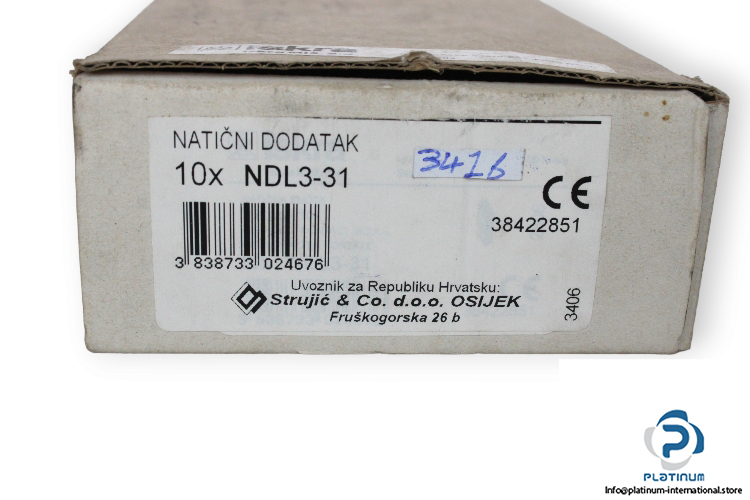 iskra
NATIČNI DODATAK
10x NDL3-31
3416
CE
38422851
3 838733 024676
Uvoznik za Republiku Hrvatsku:
Strujić & Co. d.o.o. OSIJEK
Fruškogorska 26 b
3406
PLATINUM
Info@platinum-international.store